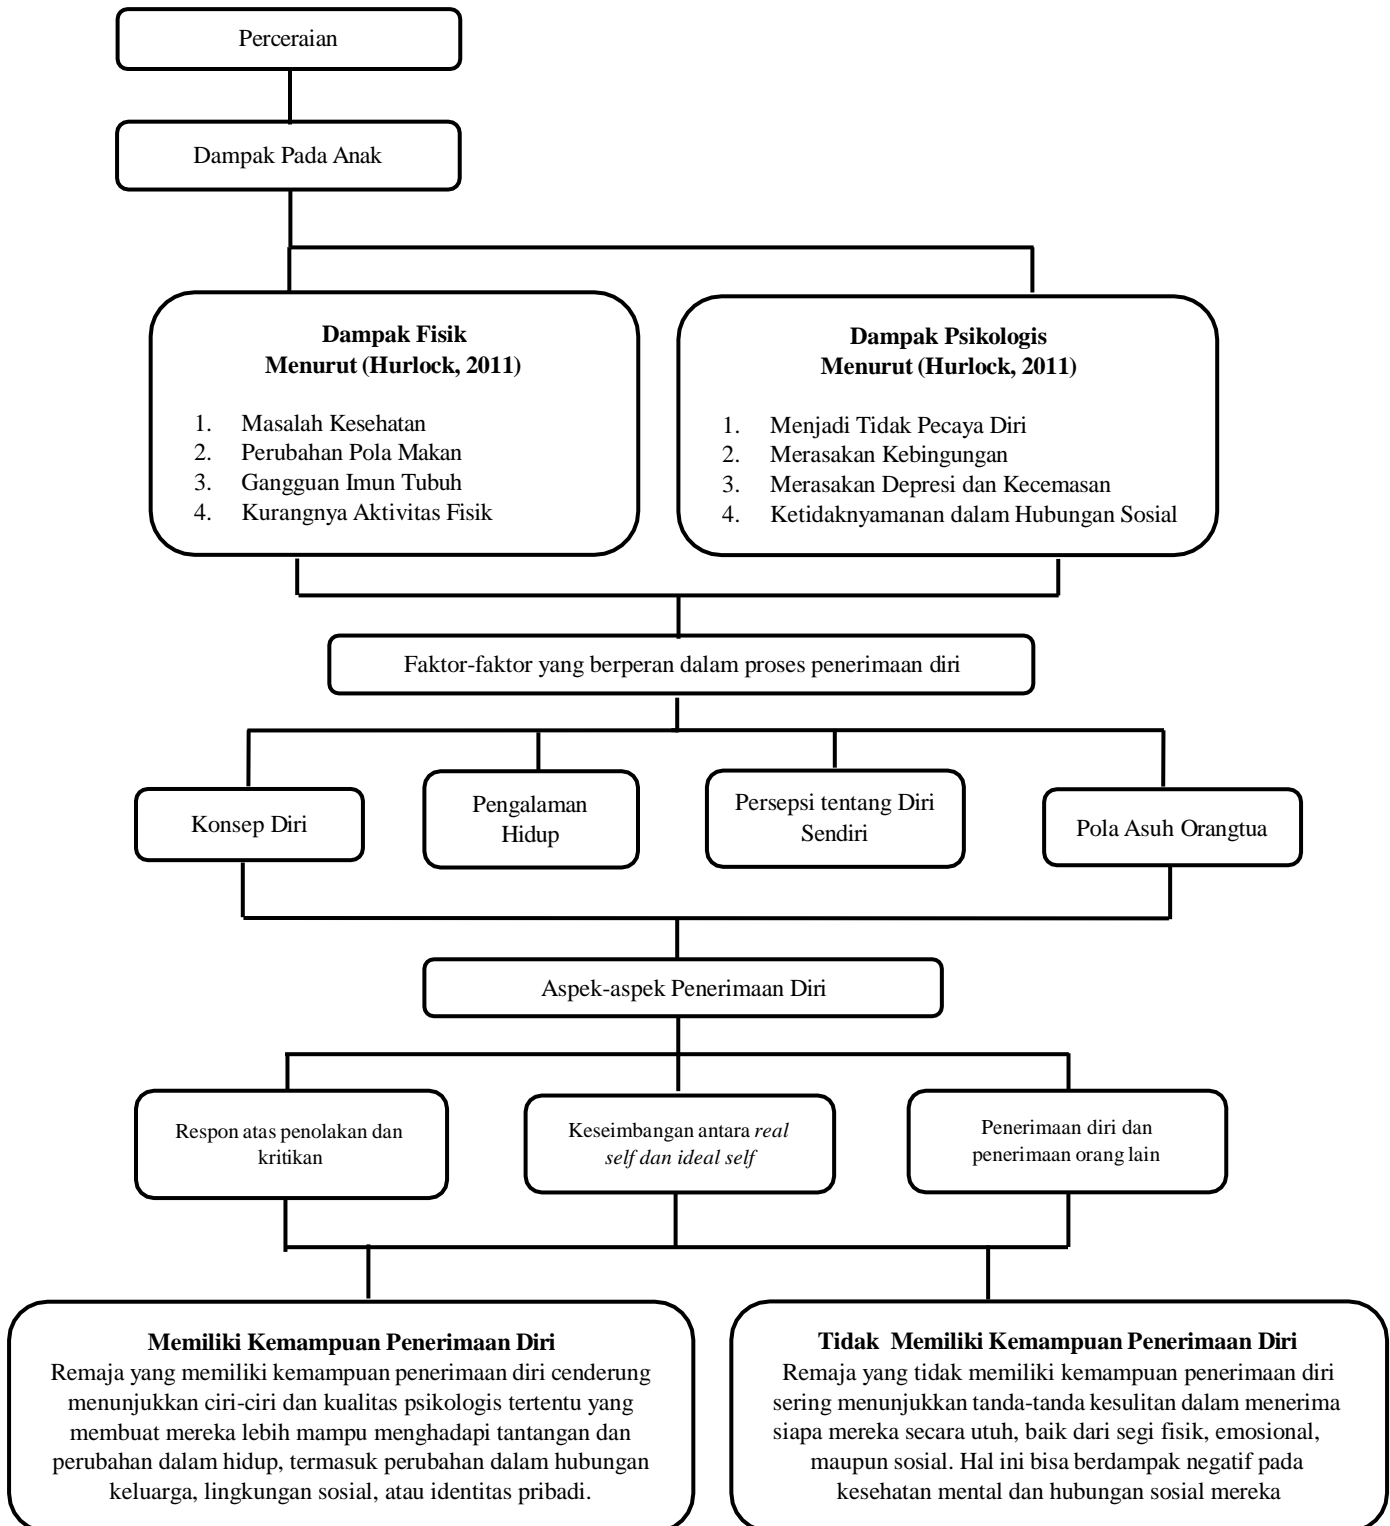 Perceraian
Dampak Pada Anak
Dampak Fisik
Menurut (Hurlock, 2011)
1. Masalah Kesehatan
2. Perubahan Pola Makan
3. Gangguan Imun Tubuh
4. Kurangnya Aktivitas Fisik
Dampak Psikologis
Menurut (Hurlock, 2011)
1. Menjadi Tidak Pecaya Diri
2. Merasakan Kebingungan
3. Merasakan Depresi dan Kecemasan
4. Ketidaknyamanan dalam Hubungan Sosial
Faktor-faktor yang berperan dalam proses penerimaan diri
Konsep Diri
Pengalaman
Hidup
Persepsi tentang Diri
Sendiri
Pola Asuh Orangtua
Aspek-aspek Penerimaan Diri
Respon atas penolakan dan
kritikan
Keseimbangan antara real
self dan ideal self
Penerimaan diri dan
penerimaan orang lain
Memiliki Kemampuan Penerimaan Diri
Remaja yang memiliki kemampuan penerimaan diri cenderung
menunjukkan ciri-ciri dan kualitas psikologis tertentu yang
membuat mereka lebih mampu menghadapi tantangan dan
perubahan dalam hidup, termasuk perubahan dalam hubungan
keluarga, lingkungan sosial, atau identitas pribadi.
Tidak Memiliki Kemampuan Penerimaan Diri
Remaja yang tidak memiliki kemampuan penerimaan diri
sering menunjukkan tanda-tanda kesulitan dalam menerima
siapa mereka secara utuh, baik dari segi fisik, emosional,
maupun sosial. Hal ini bisa berdampak negatif pada
kesehatan mental dan hubungan sosial mereka